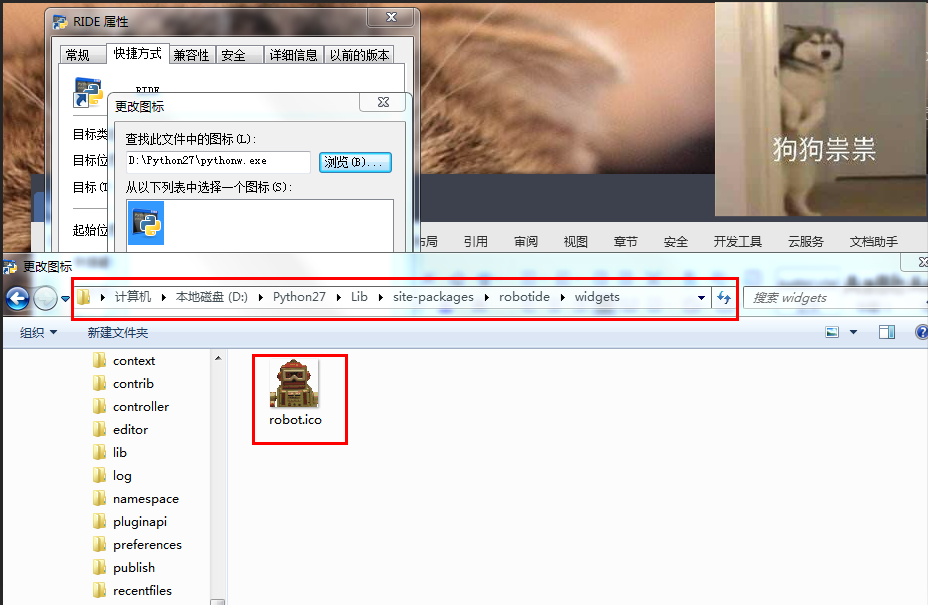 RIDE 属性
常规 快捷方式 兼容性 安全 详细信息 以前的版本
RIDE
更改图标
目标类
查找此文件中的图标(L):
目标位
D:\Python27\pythonw.exe
浏览(B)...
目标(T
从以下列表中选择一个图标(S):
起始位
狗狗祟祟
布局 引用 审阅 视图 章节 安全 开发工具 云服务 文档助手
更改图标
计算机 本地磁盘 (D:) Python27 Lib site-packages robotide widgets
搜索 widgets
组织 新建文件夹
context
contrib
controller
editor
lib
log
namespace
pluginapi
preferences
publish
recentfiles
robot.ico